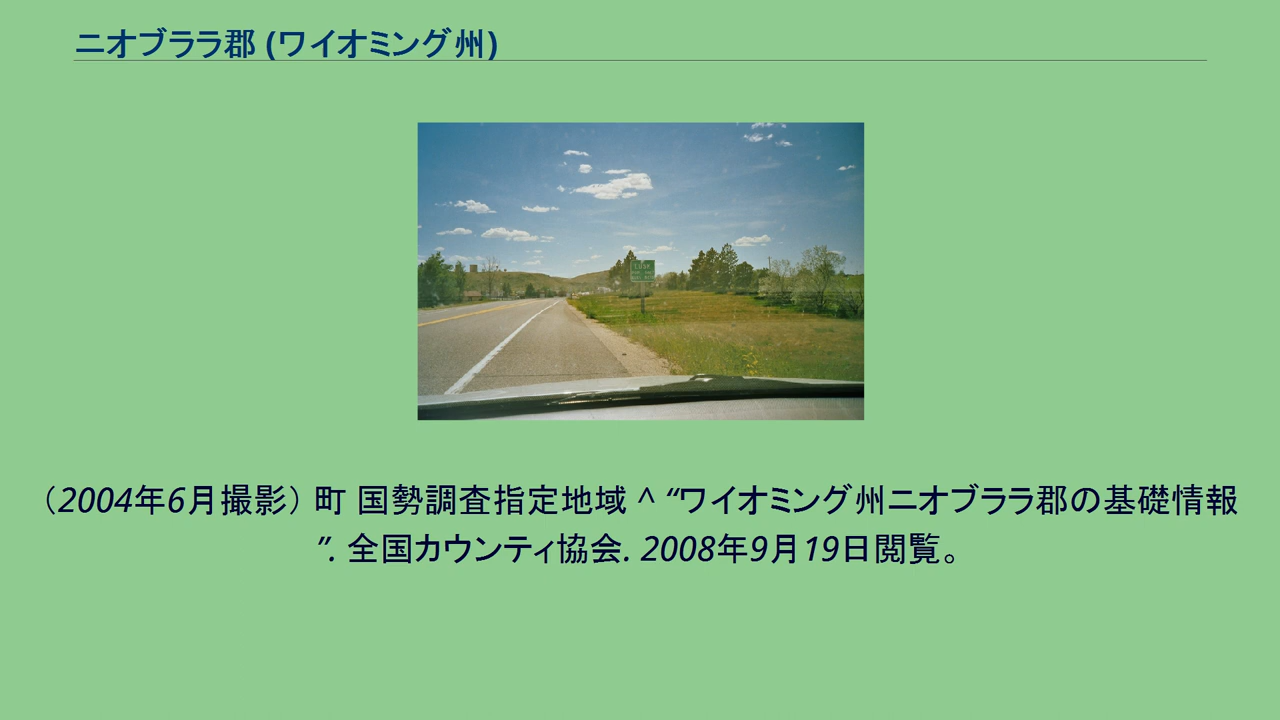 ニオブララ郡 (ワイオミング州)
LUSK
（2004年6月撮影） 町 国勢調査指定地域 ^ “ワイオミング州ニオブララ郡の基礎情報
”. 全国カウンティ協会. 2008年9月19日閲覧。